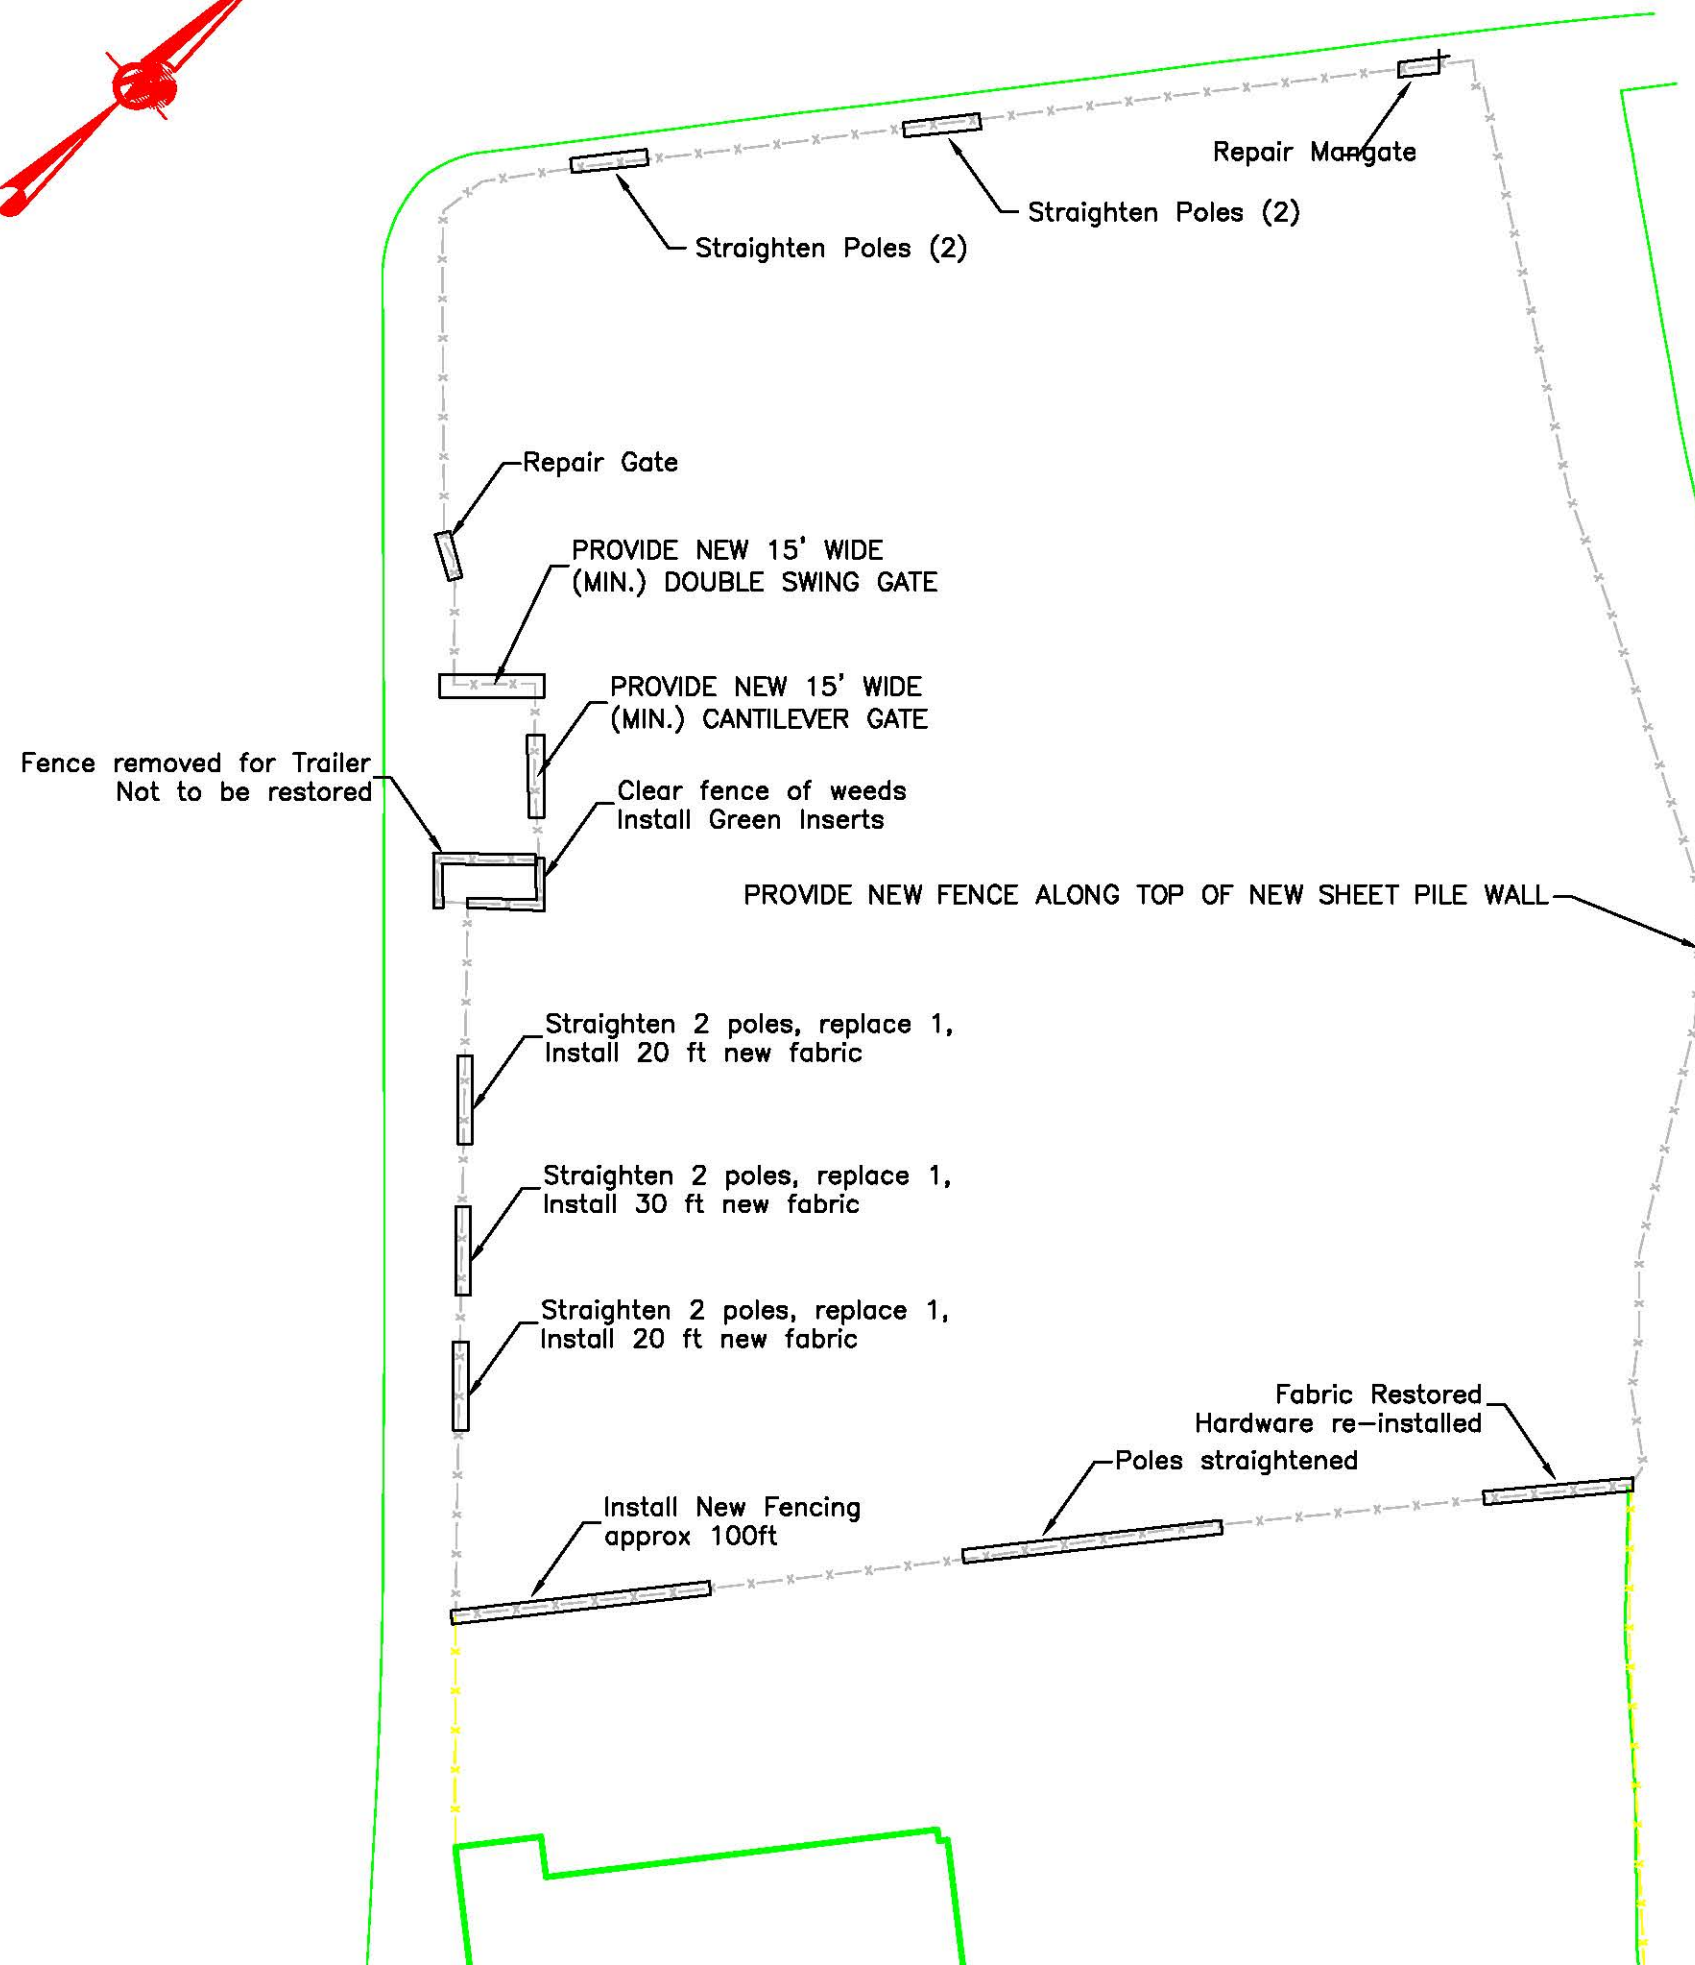 Repair Mangate
Straighten Poles (2)
Straighten Poles (2)
Repair Gate
PROVIDE NEW 15' WIDE
(MIN.) DOUBLE SWING GATE
PROVIDE NEW 15' WIDE
(MIN.) CANTILEVER GATE
Fence removed for Trailer
Not to be restored
Clear fence of weeds
Install Green Inserts
PROVIDE NEW FENCE ALONG TOP OF NEW SHEET PILE WALL
Straighten 2 poles, replace 1,
Install 20 ft new fabric
Straighten 2 poles, replace 1,
Install 30 ft new fabric
Straighten 2 poles, replace 1,
Install 20 ft new fabric
Fabric Restored
Hardware re-installed
Poles straightened
Install New Fencing
approx 100ft